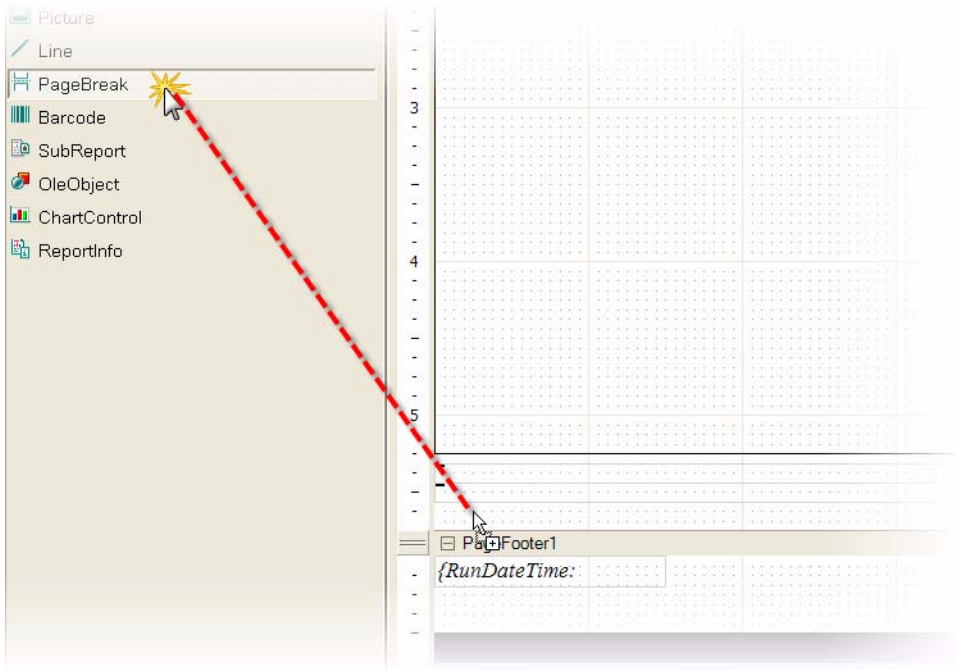 Picture
Line
PageBreak
Barcode
SubReport
OleObject
ChartControl
ReportInfo
3
4
5
PageFooter1
{RunDateTime: